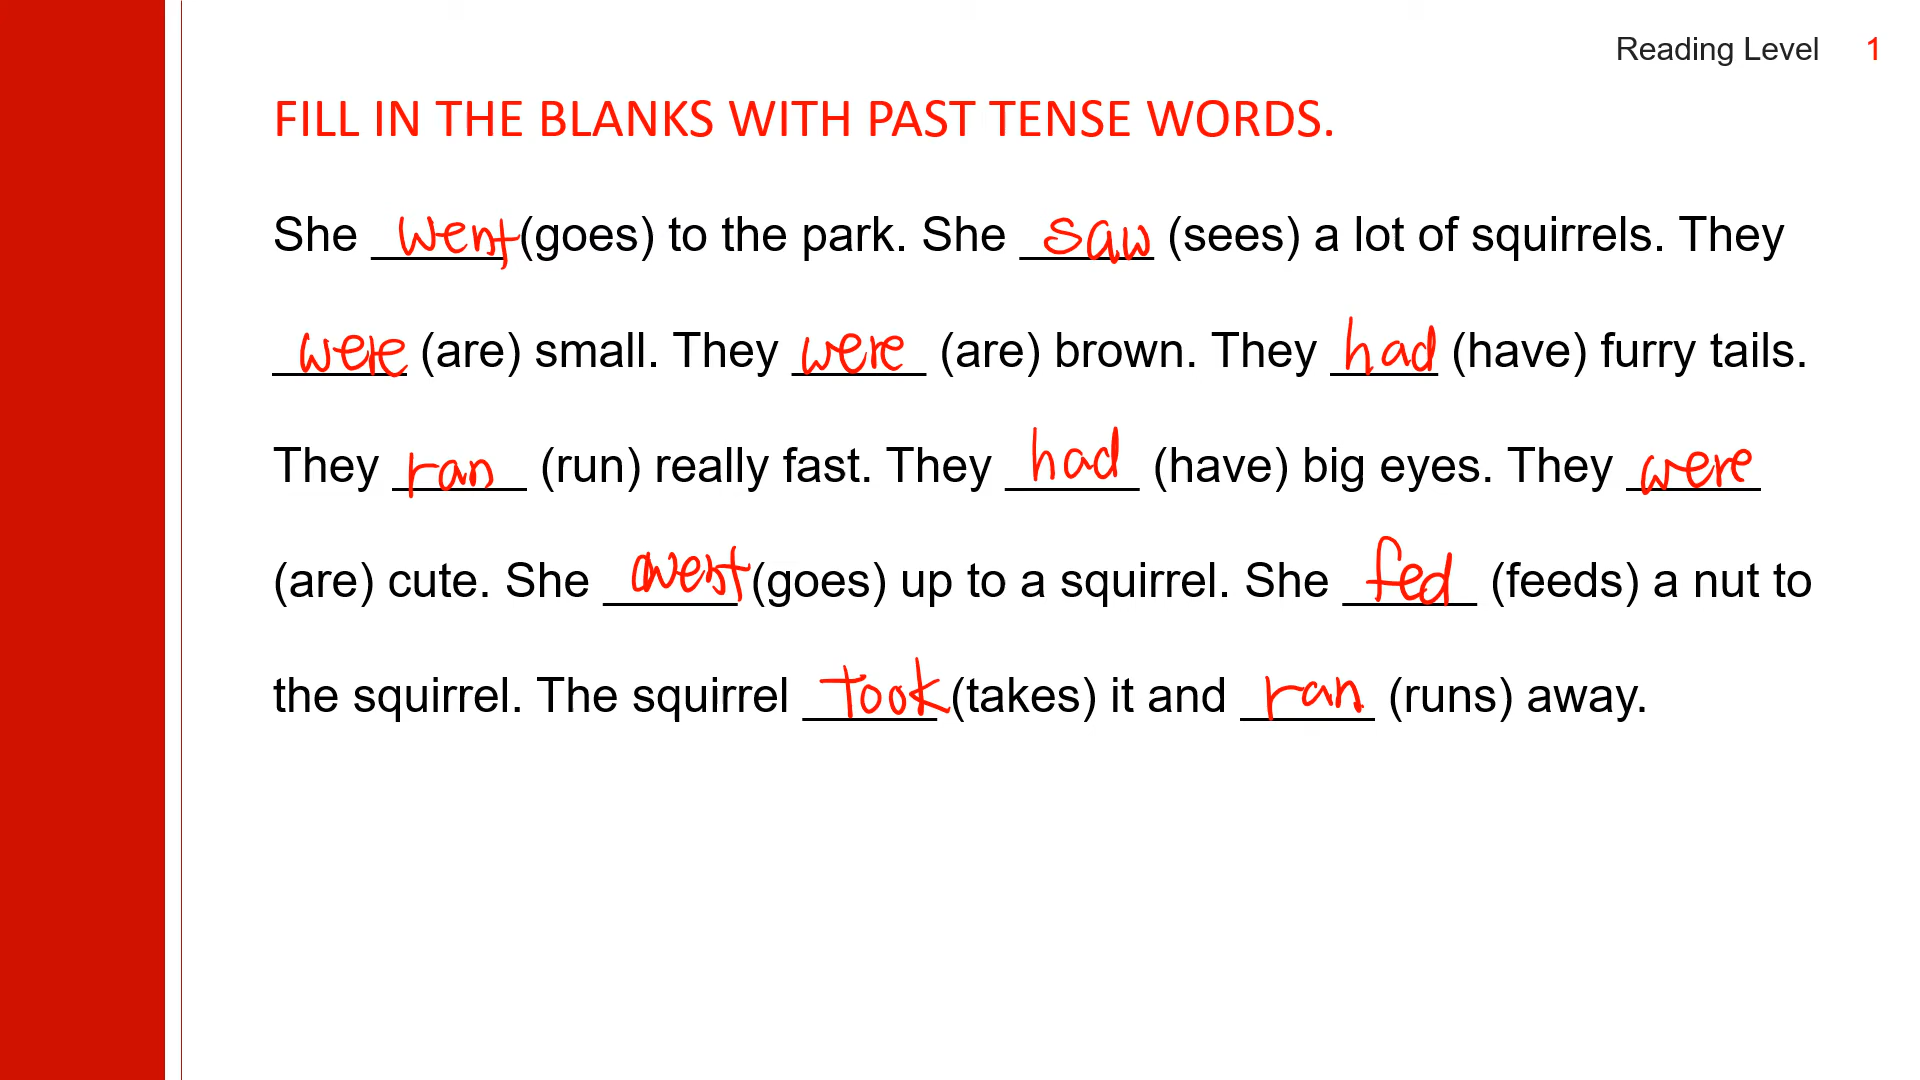 Reading Level 1
FILL IN THE BLANKS WITH PAST TENSE WORDS.
She went (goes) to the park. She saw (sees) a lot of squirrels. They
were (are) small. They were (are) brown. They had (have) furry tails.
They ran (run) really fast. They had (have) big eyes. They were
(are) cute. She went (goes) up to a squirrel. She fed (feeds) a nut to
the squirrel. The squirrel took (takes) it and ran (runs) away.